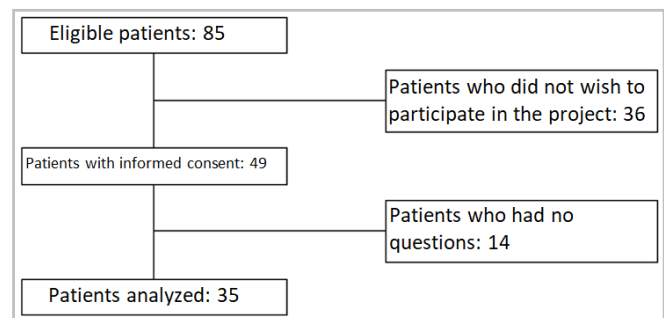 Eligible patients: 85
Patients who did not wish to
participate in the project: 36
Patients with informed consent: 49
Patients who had no
questions: 14
Patients analyzed: 35